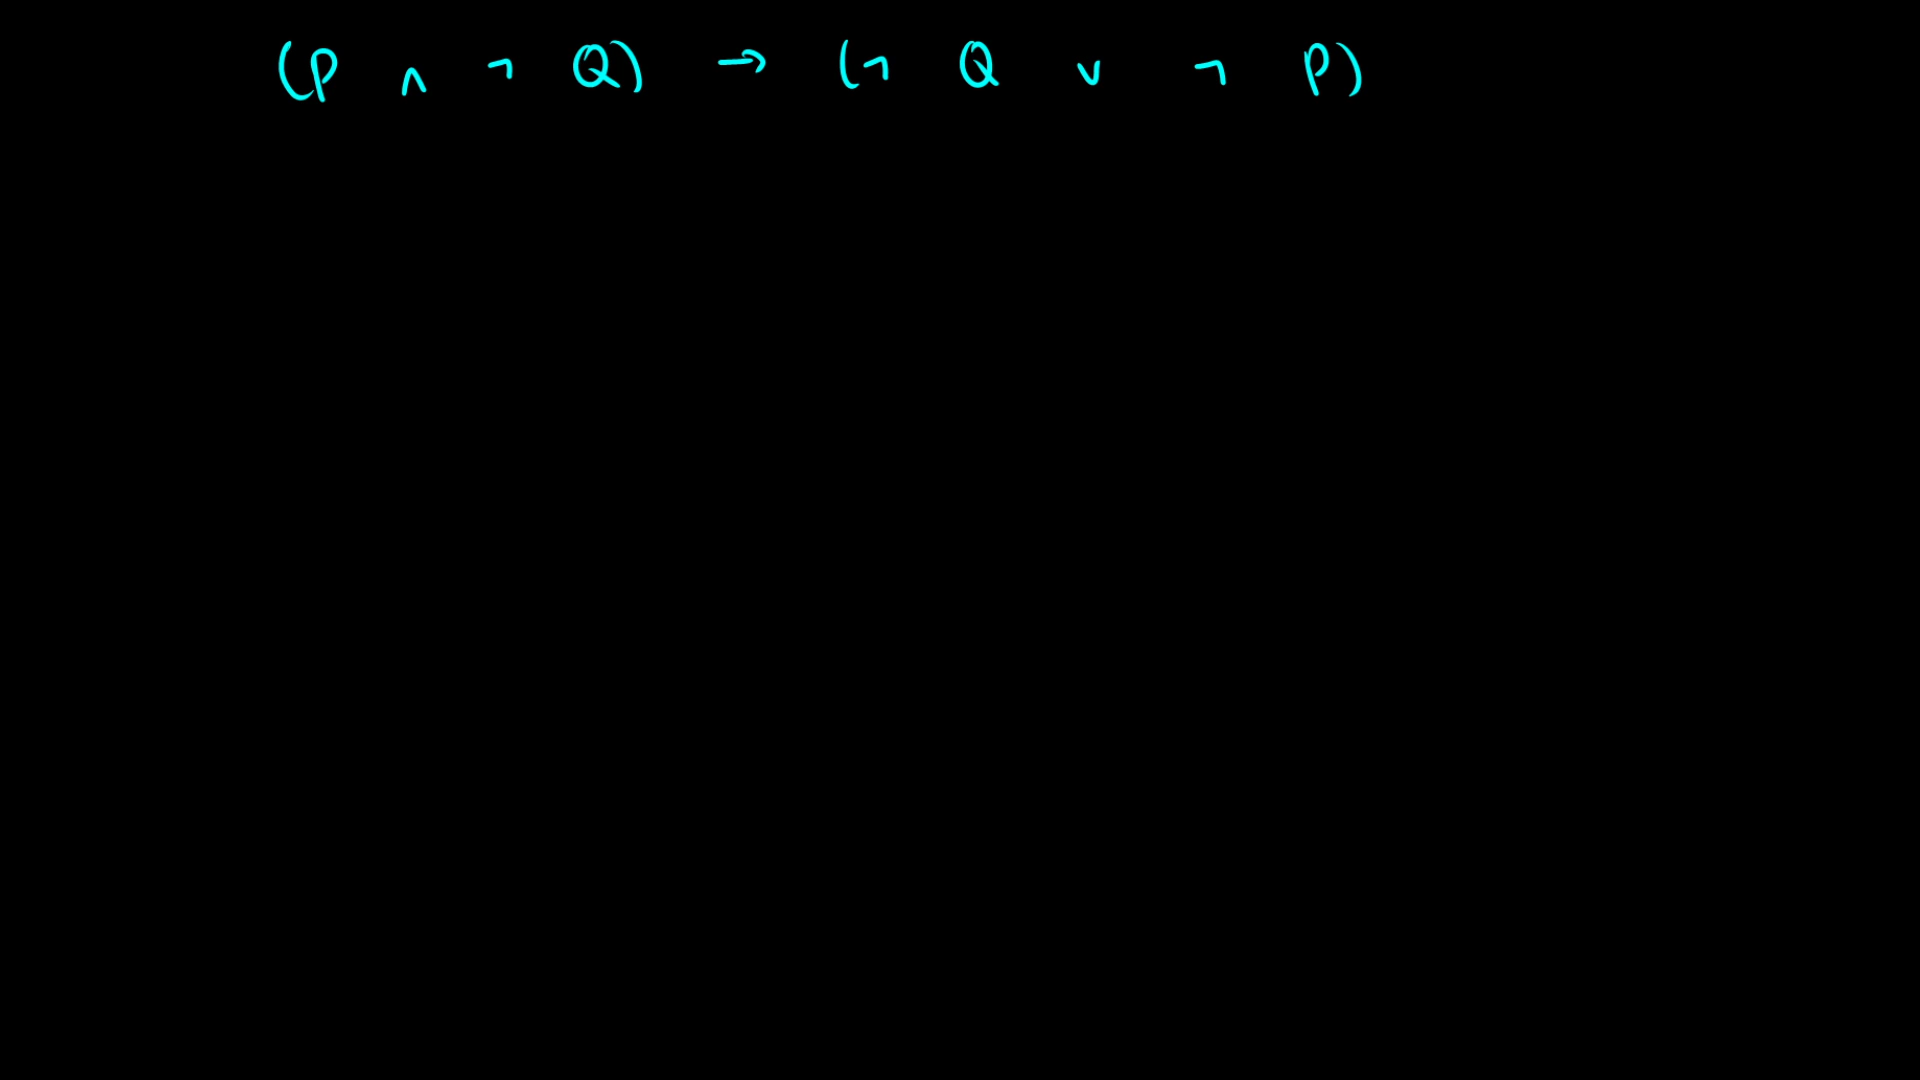 (P ∧ ¬ Q) → (¬ Q ∨ ¬ P)